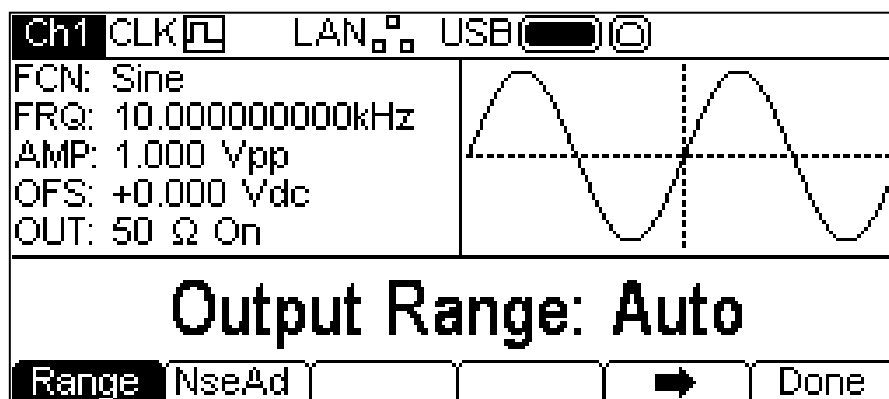 Ch1 CLK LAN USB
FCN: Sine
FRQ: 10.000000000kHz
AMP: 1.000 Vpp
OFS: +0.000 Vdc
OUT: 50 Ω On
Output Range: Auto
Range NseAd Done